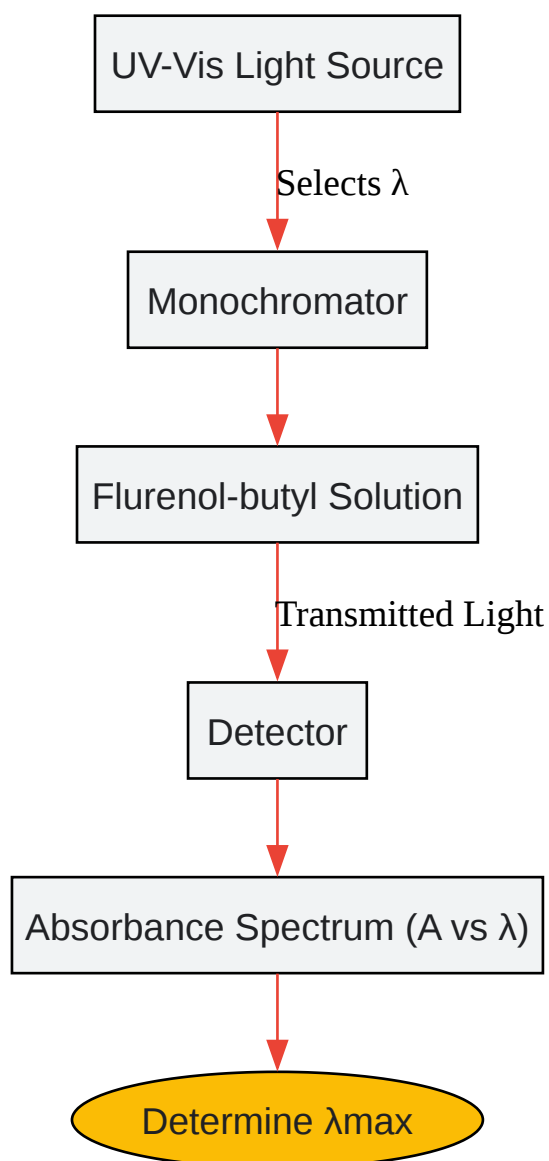 UV-Vis Light Source
Selects λ
Monochromator
Flurenol-butyl Solution
Transmitted Light
Detector
Absorbance Spectrum (A vs λ)
Determine λmax